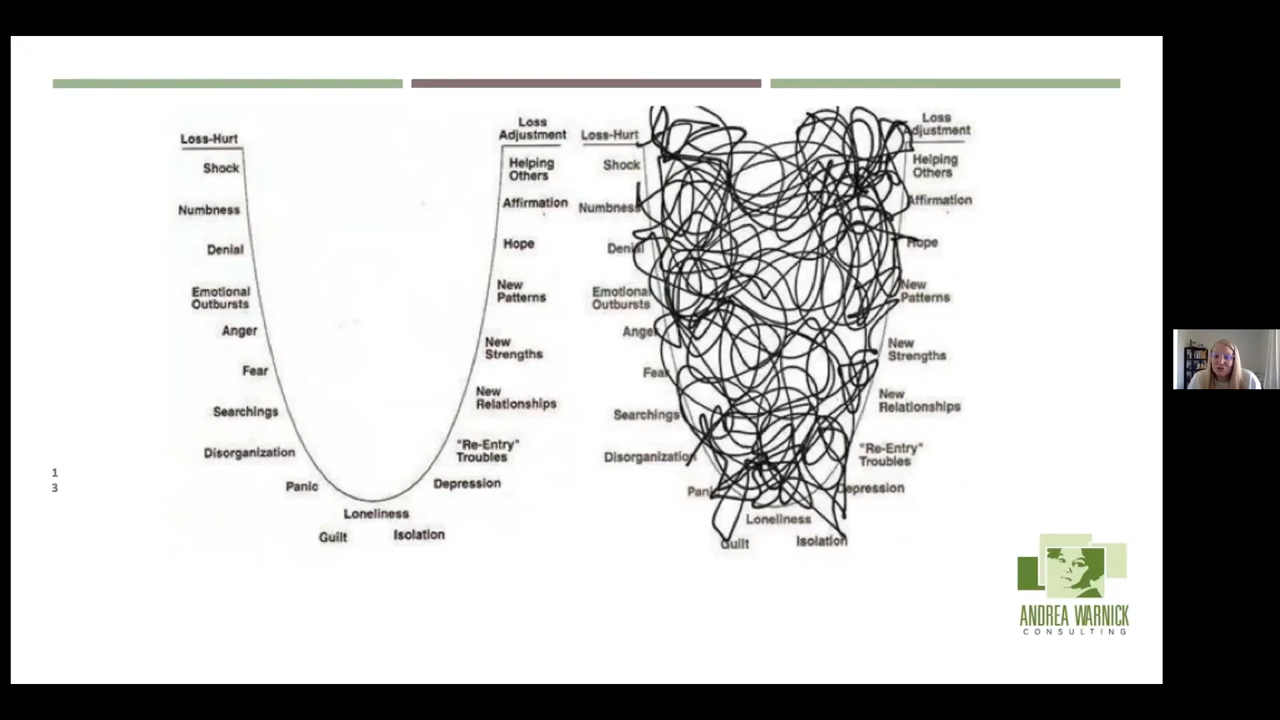 Loss-Hurt
Shock
Numbness
Denial
Emotional
Outbursts
Anger
Fear
Searchings
Disorganization
Panic
Loneliness
Guilt
Isolation
Loss
Adjustment
Helping
Others
Affirmation
Hope
New
Patterns
New
Strengths
New
Relationships
"Re-Entry"
Troubles
Depression
Loss-Hurt
Shock
Numbness
Denial
Emotional
Outbursts
Anger
Fear
Searchings
Disorganization
Panic
Loneliness
Guilt
Isolation
Loss
Adjustment
Helping
Others
Affirmation
Hope
New
Patterns
New
Strengths
New
Relationships
"Re-Entry"
Troubles
Depression
1
3
ANDREA WARNICK
CONSULTING